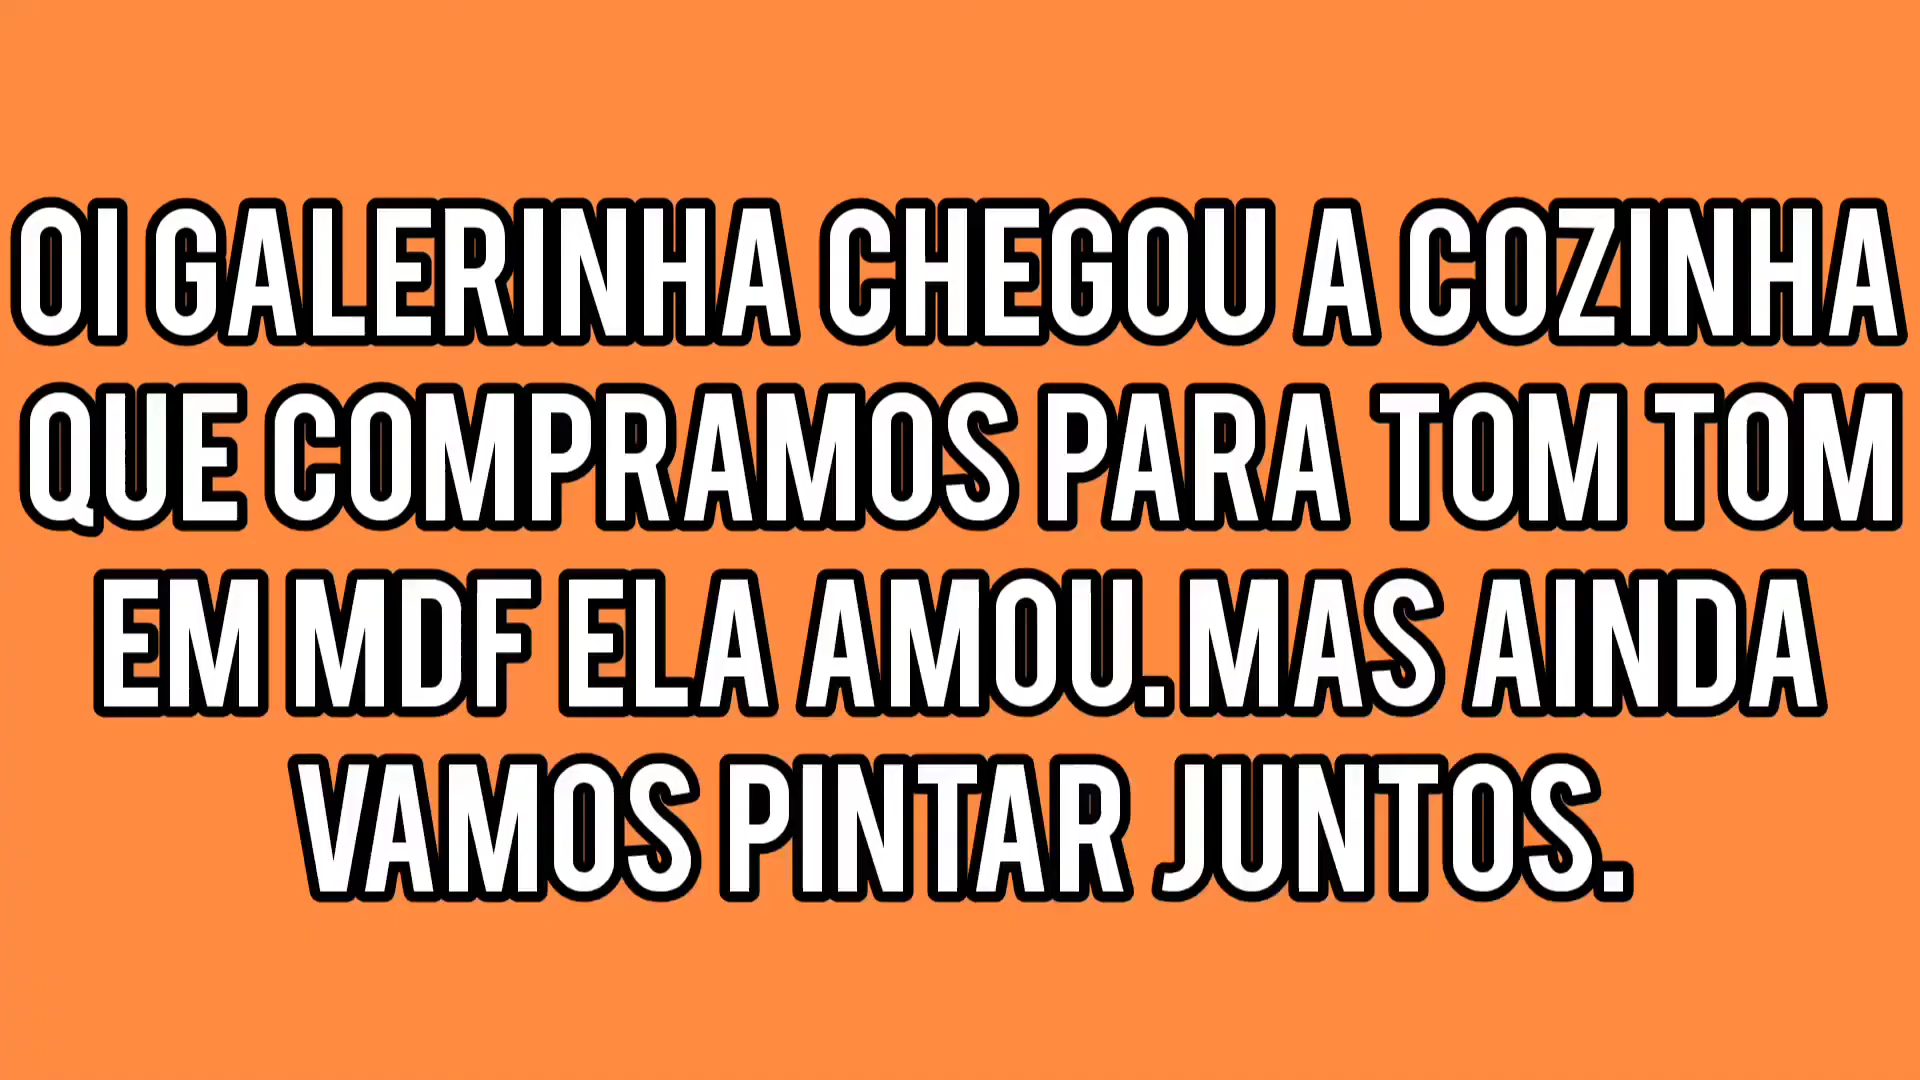 OI GALERINHA CHEGOU A COZINHA
QUE COMPRAMOS PARA TOM TOM
EM MDF ELA AMOU.MAS AINDA
VAMOS PINTAR JUNTOS.